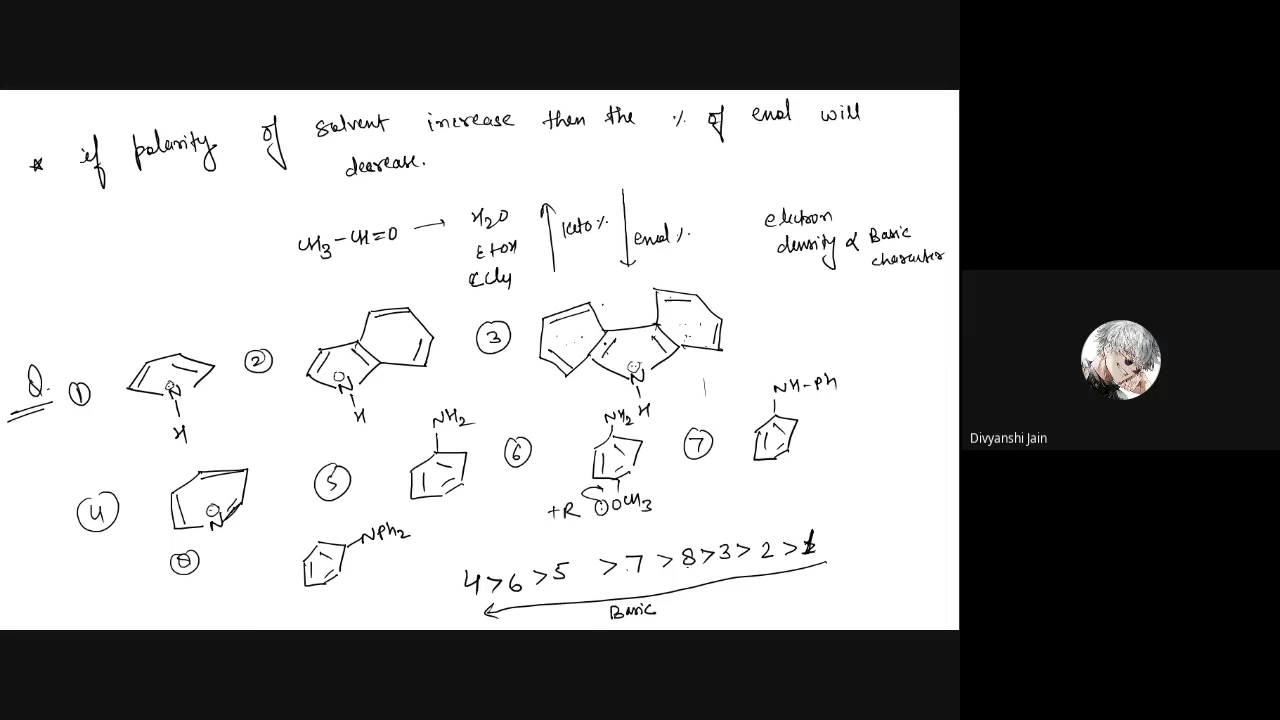 * if polarity of solvent increase then the % of enol will
decrease.
CH3-CH=O → H2O
EtOH
CCl4
Keto %
enol %
electron
density α Basic
character
Q. 1 N H
2 N H
3 N H
4 N
5 NH2
6 NH2
+R OCH3
7 NH-Ph
8 NPh2
4>6>5 >7>8>3>2>1
Basic
Divyanshi Jain